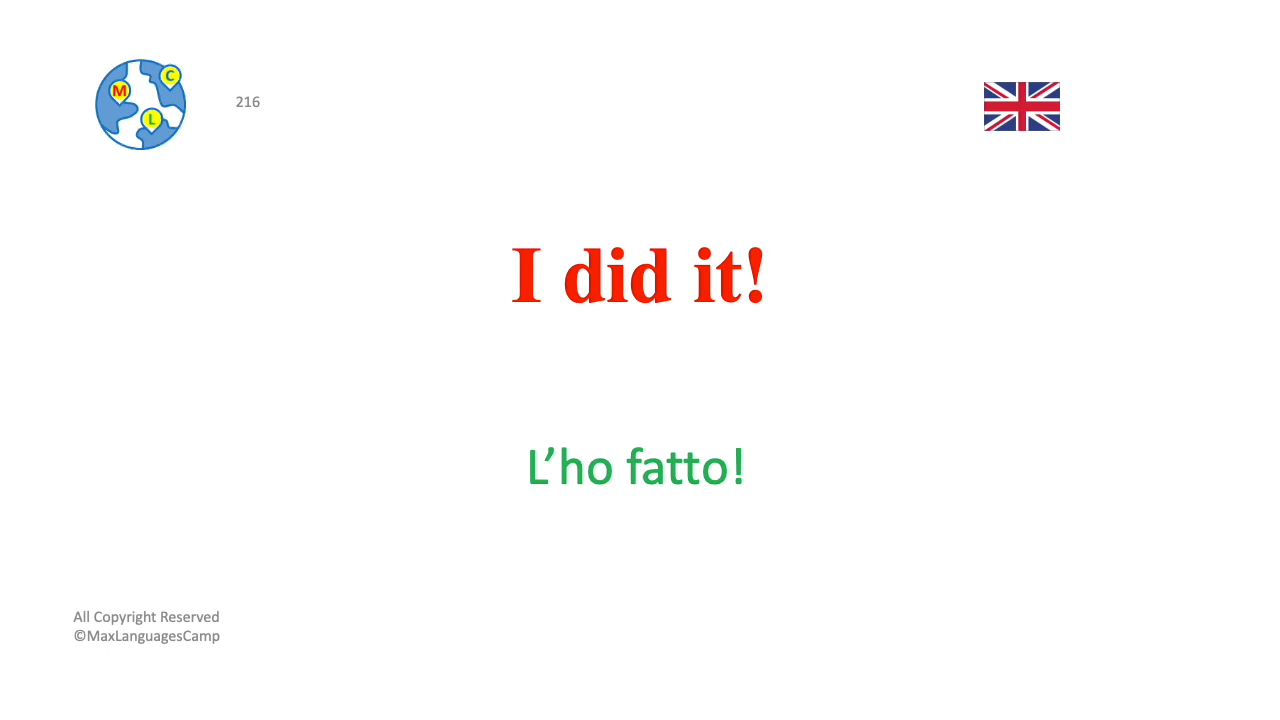 M
C
L
216
I did it!
L’ho fatto!
All Copyright Reserved
©MaxLanguagesCamp